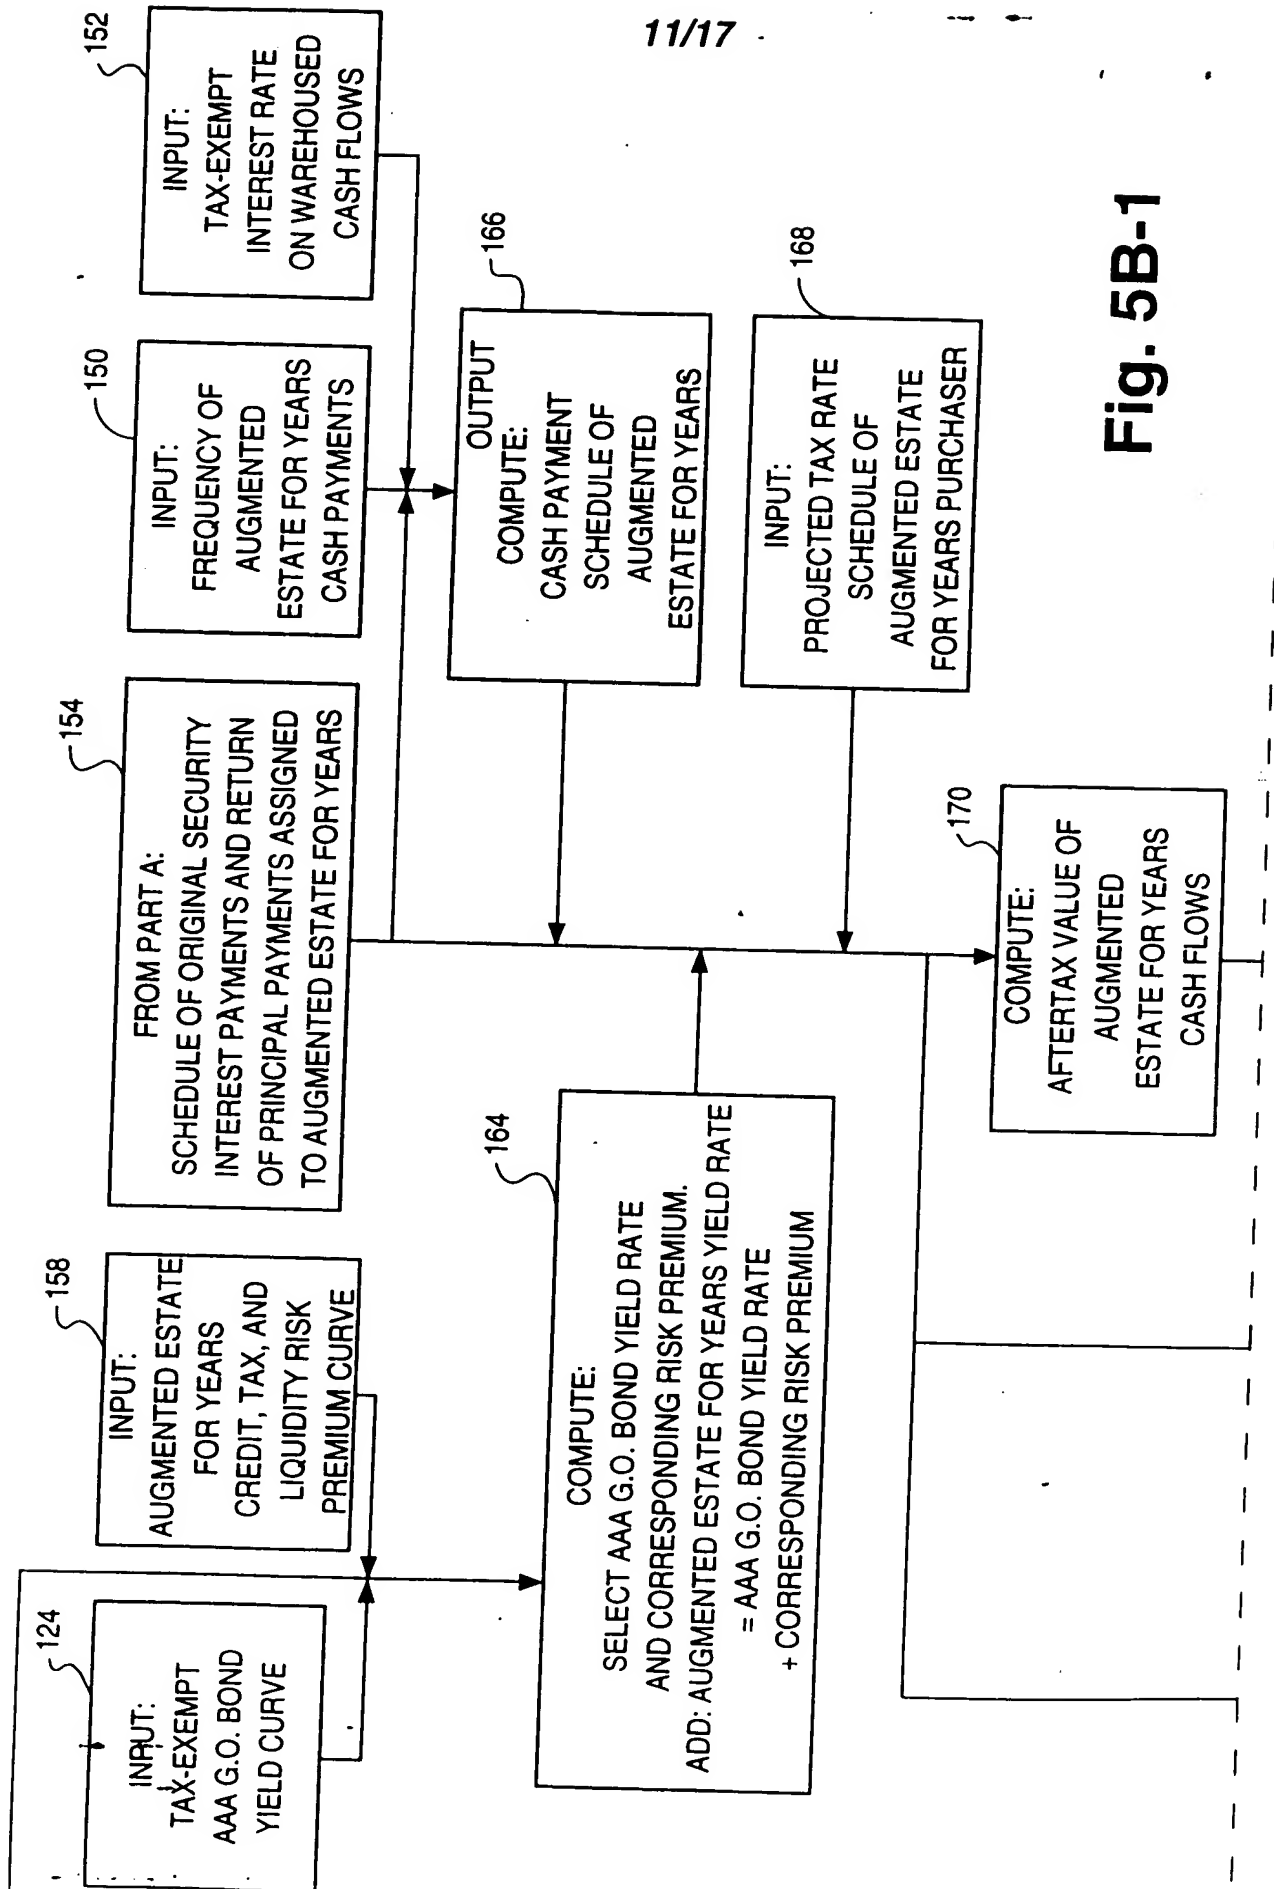 11/17
124
INPUT:
TAX-EXEMPT
AAA G.O. BOND
YIELD CURVE
158
INPUT:
AUGMENTED ESTATE
FOR YEARS
CREDIT, TAX, AND
LIQUIDITY RISK
PREMIUM CURVE
154
FROM PART A:
SCHEDULE OF ORIGINAL SECURITY
INTEREST PAYMENTS AND RETURN
OF PRINCIPAL PAYMENTS ASSIGNED
TO AUGMENTED ESTATE FOR YEARS
150
INPUT:
FREQUENCY OF
AUGMENTED
ESTATE FOR YEARS
CASH PAYMENTS
152
INPUT:
TAX-EXEMPT
INTEREST RATE
ON WAREHOUSED
CASH FLOWS
164
COMPUTE:
SELECT AAA G.O. BOND YIELD RATE
AND CORRESPONDING RISK PREMIUM.
ADD: AUGMENTED ESTATE FOR YEARS YIELD RATE
= AAA G.O. BOND YIELD RATE
+ CORRESPONDING RISK PREMIUM
166
OUTPUT
COMPUTE:
CASH PAYMENT
SCHEDULE OF
AUGMENTED
ESTATE FOR YEARS
168
INPUT:
PROJECTED TAX RATE
SCHEDULE OF
AUGMENTED ESTATE
FOR YEARS PURCHASER
170
COMPUTE:
AFTERTAX VALUE OF
AUGMENTED
ESTATE FOR YEARS
CASH FLOWS
Fig. 5B-1